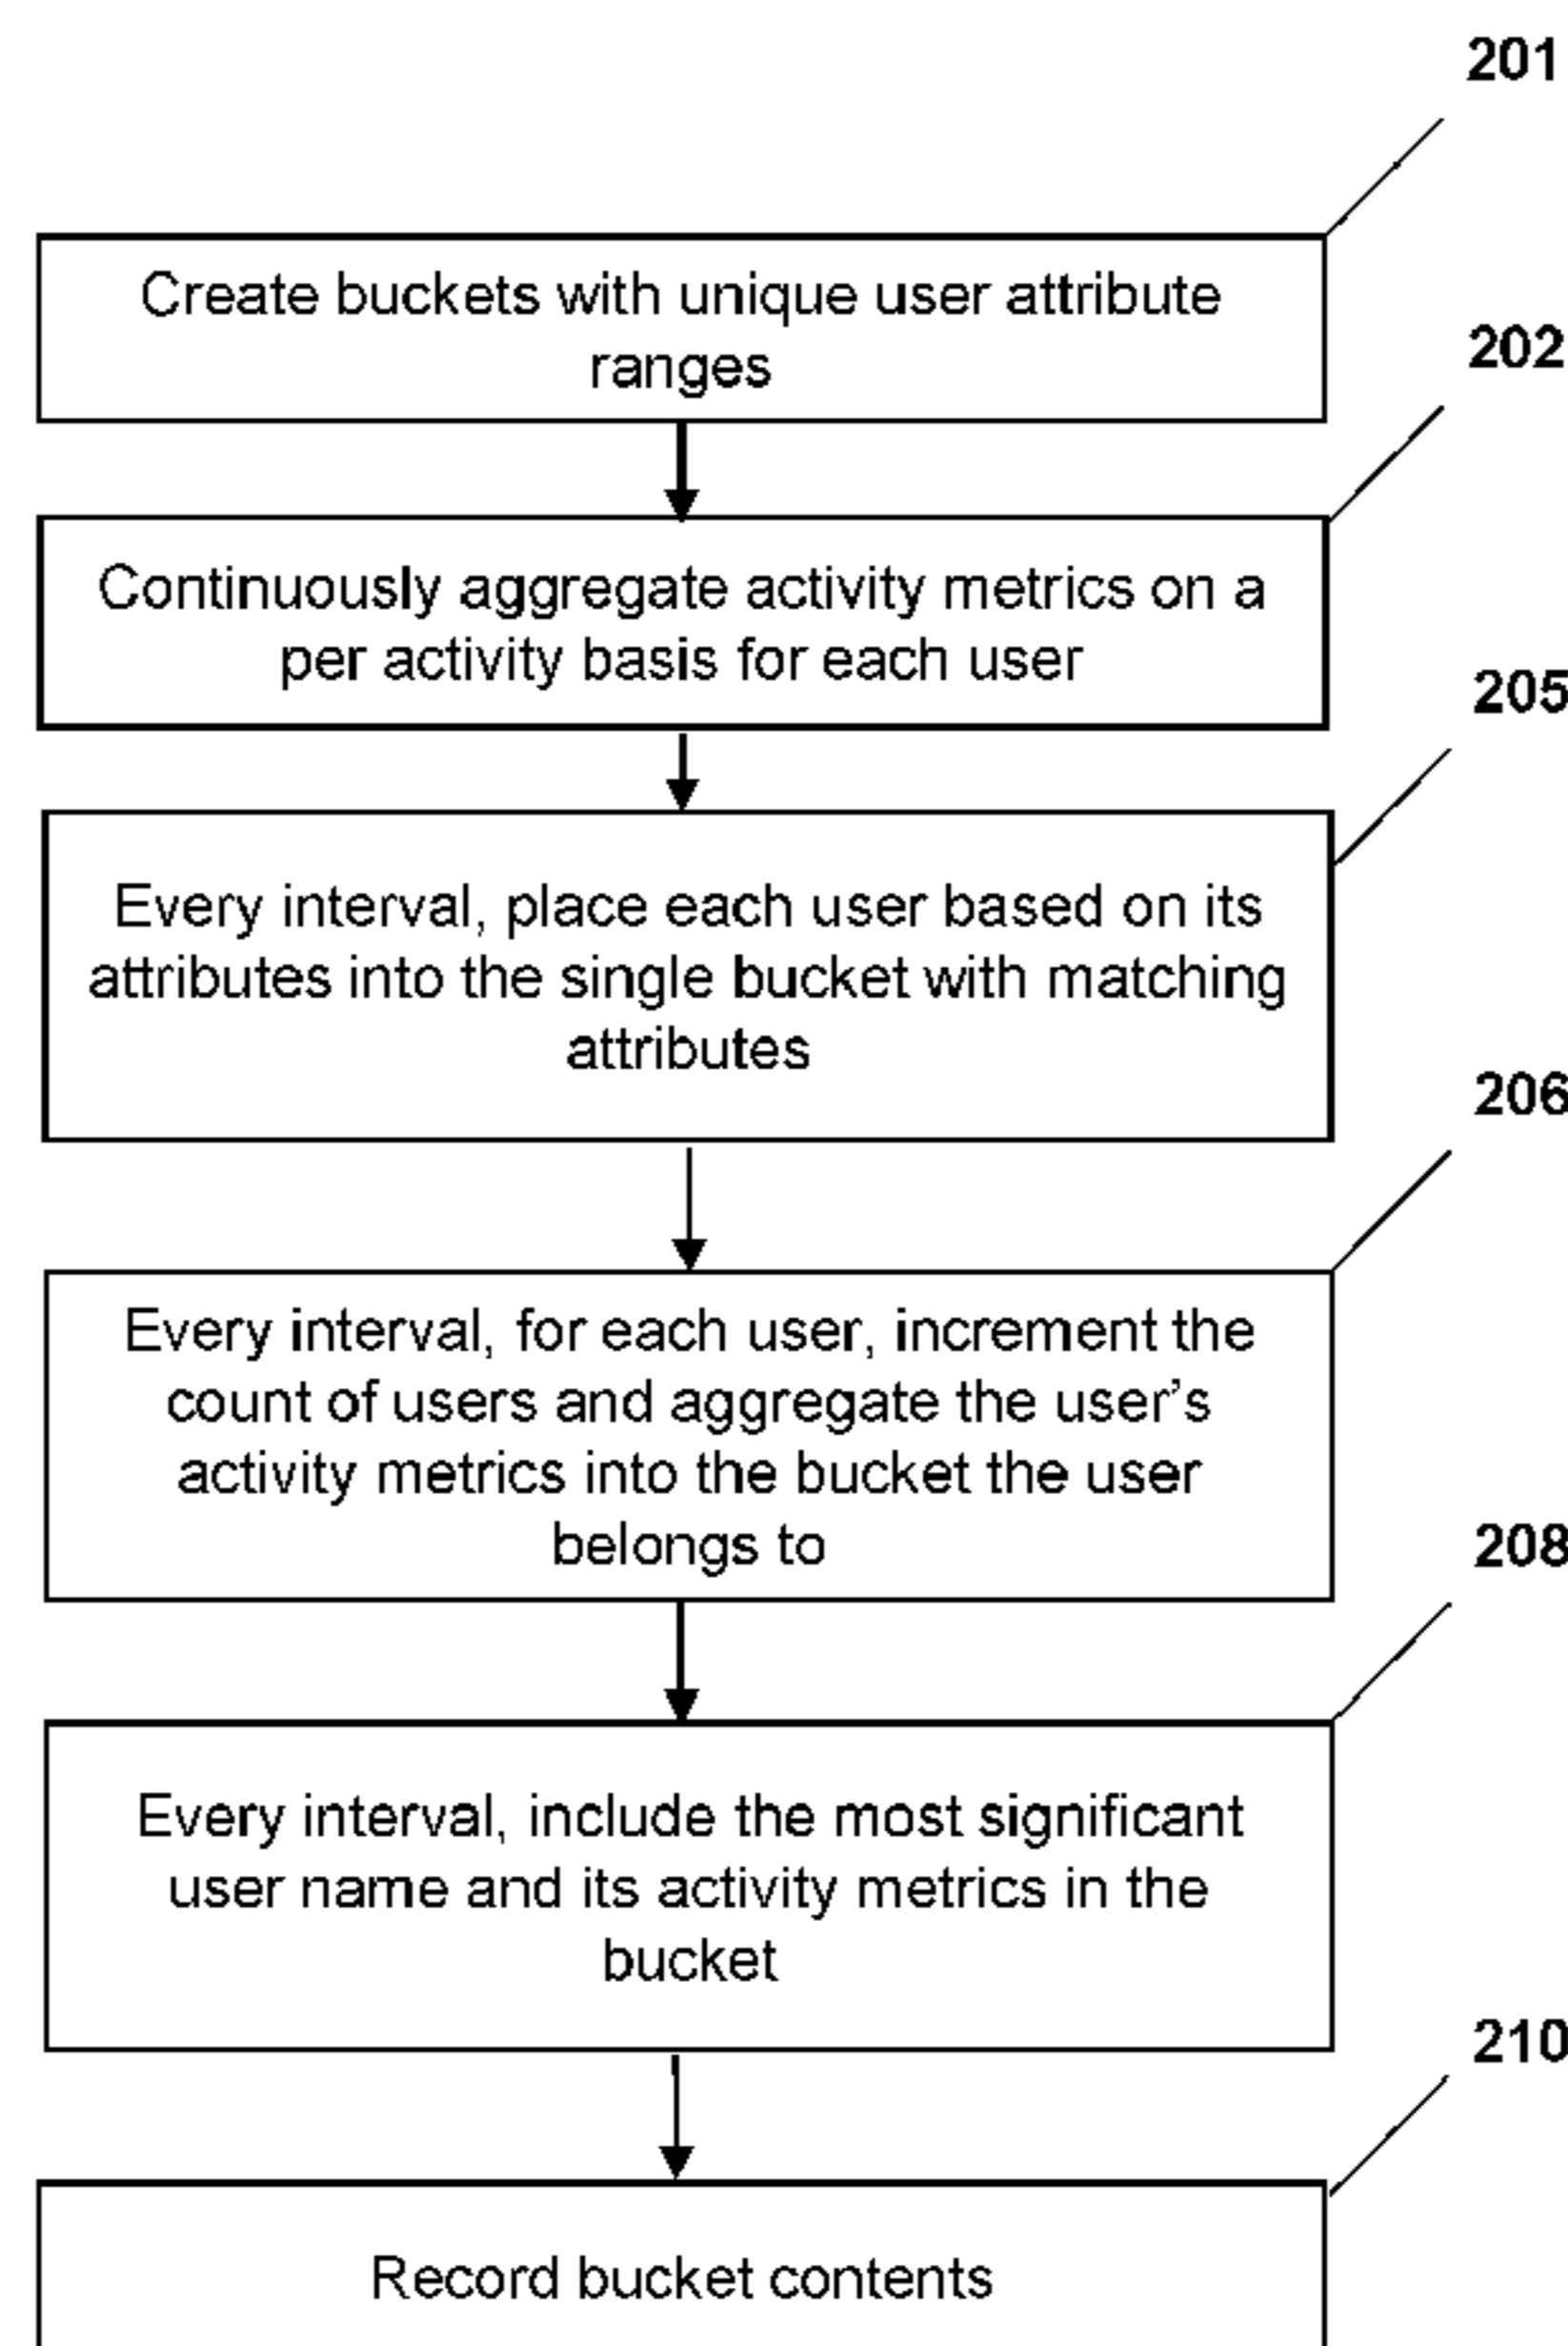 201
Create buckets with unique user attribute
ranges
202
Continuously aggregate activity metrics on a
per activity basis for each user
205
Every interval, place each user based on its
attributes into the single bucket with matching
attributes
206
Every interval, for each user, increment the
count of users and aggregate the user's
activity metrics into the bucket the user
belongs to
208
Every interval, include the most significant
user name and its activity metrics in the
bucket
210
Record bucket contents